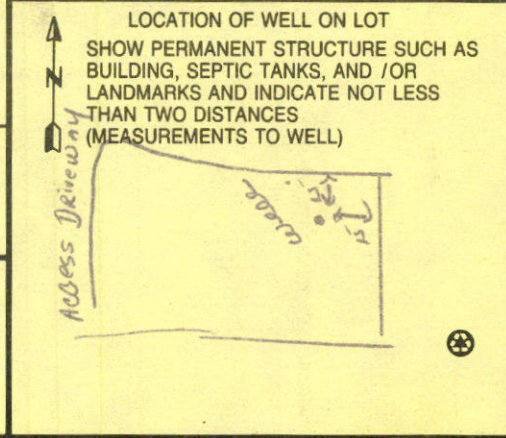 LOCATION OF WELL ON LOT
SHOW PERMANENT STRUCTURE SUCH AS
BUILDING, SEPTIC TANKS, AND /OR
LANDMARKS AND INDICATE NOT LESS
THAN TWO DISTANCES
(MEASUREMENTS TO WELL)
N
Access Driveway
well